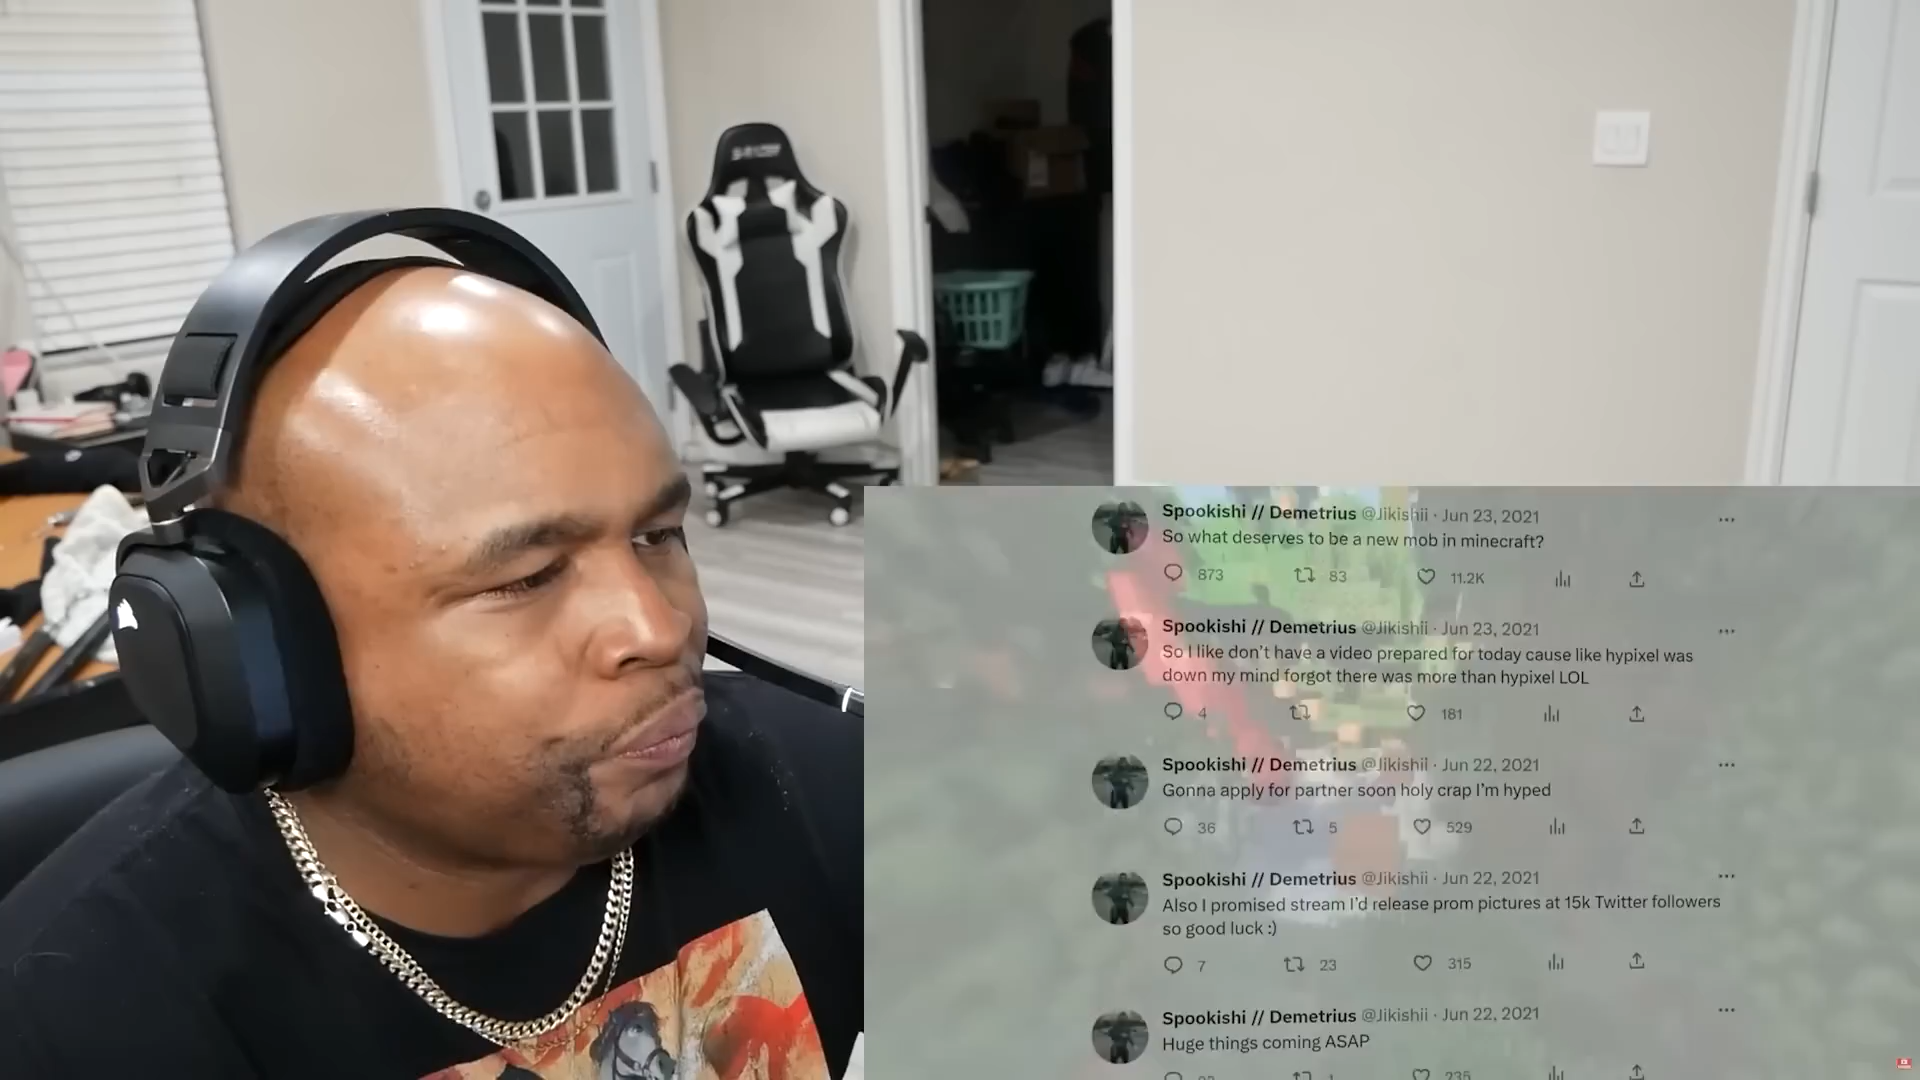 Spookishi // Demetrius @Jikishii · Jun 23, 2021
So what deserves to be a new mob in minecraft?
873 83 11.2K
Spookishi // Demetrius @Jikishii · Jun 23, 2021
So I like don't have a video prepared for today cause like hypixel was
down my mind forgot there was more than hypixel LOL
4 181
Spookishi // Demetrius @Jikishii · Jun 22, 2021
Gonna apply for partner soon holy crap I'm hyped
36 5 529
Spookishi // Demetrius @Jikishii · Jun 22, 2021
Also I promised stream I'd release prom pictures at 15k Twitter followers
so good luck :)
7 23 315
Spookishi // Demetrius @Jikishii · Jun 22, 2021
Huge things coming ASAP
1 235